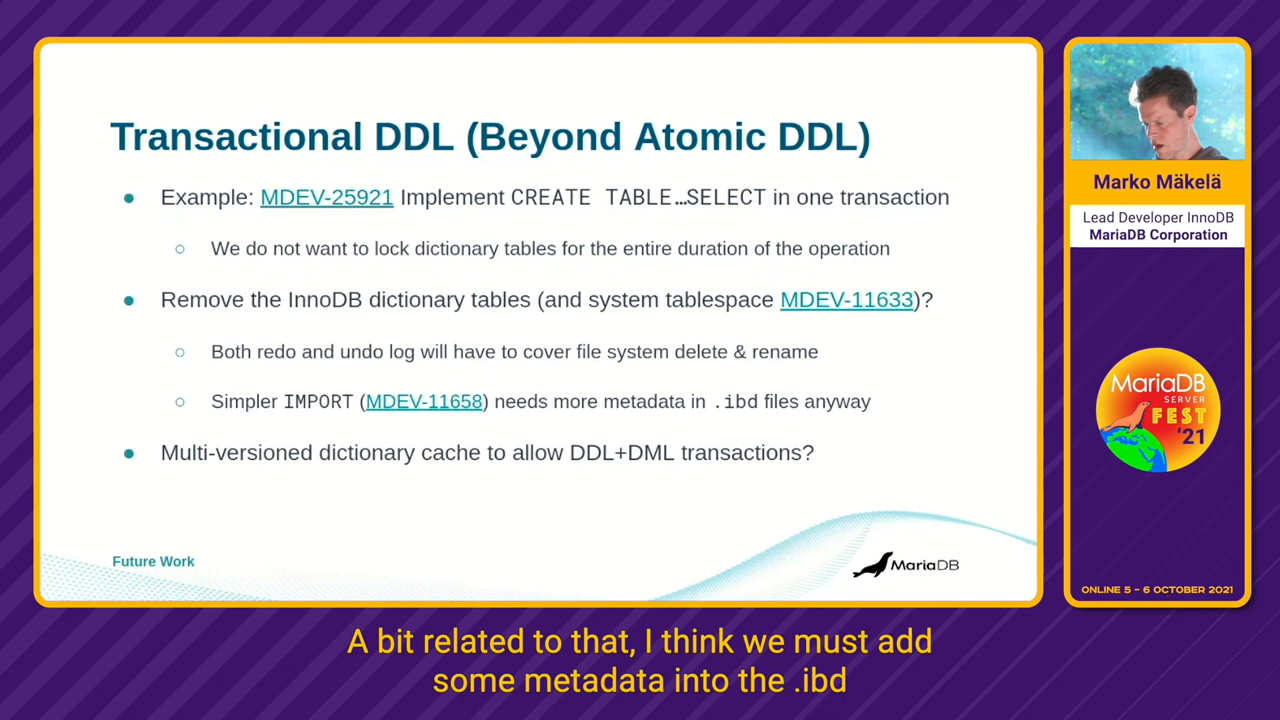 Transactional DDL (Beyond Atomic DDL)
Example: MDEV-25921 Implement CREATE TABLE…SELECT in one transaction
We do not want to lock dictionary tables for the entire duration of the operation
Remove the InnoDB dictionary tables (and system tablespace MDEV-11633)?
Both redo and undo log will have to cover file system delete & rename
Simpler IMPORT (MDEV-11658) needs more metadata in .ibd files anyway
Multi-versioned dictionary cache to allow DDL+DML transactions?
Future Work
MariaDB
Marko Mäkelä
Lead Developer InnoDB
MariaDB Corporation
MariaDB
SERVER
FEST
'21
ONLINE 5 – 6 OCTOBER 2021
A bit related to that, I think we must add
some metadata into the .ibd